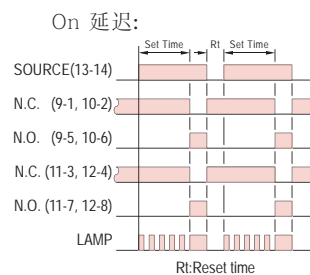 On 延迟:
Set Time Rt Set Time
SOURCE(13-14)
N.C. (9-1, 10-2)
N.O. (9-5, 10-6)
N.C. (11-3, 12-4)
N.O. (11-7, 12-8)
LAMP
Rt:Reset time